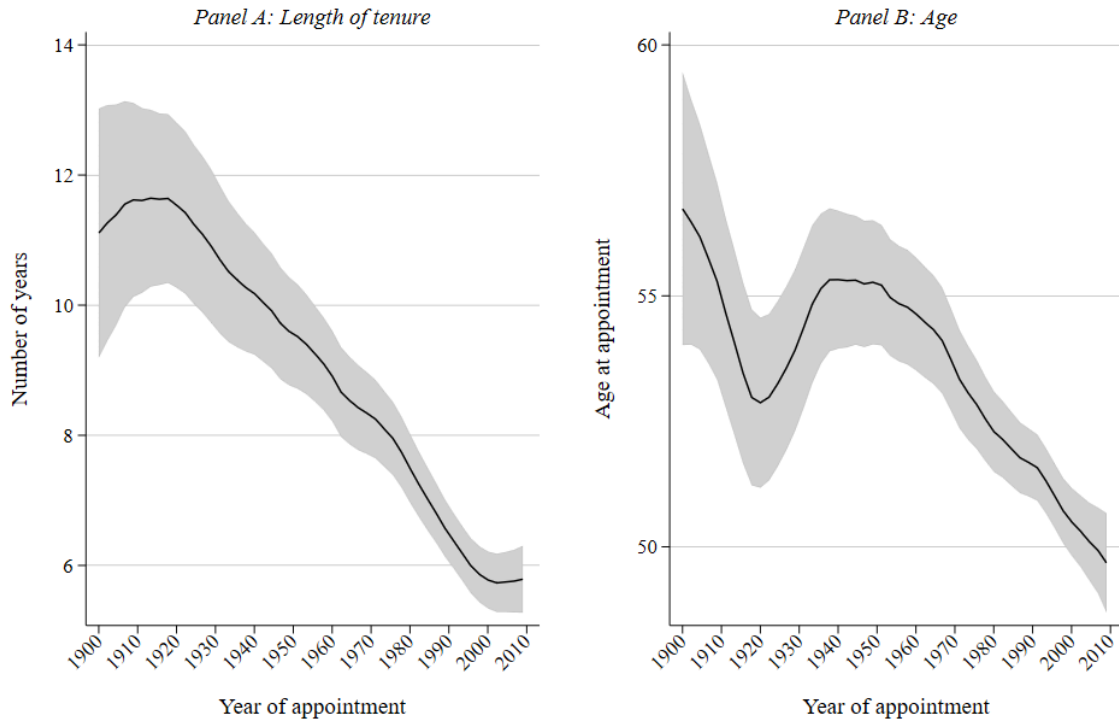 Panel A: Length of tenure
Number of years
14
12
10
8
6
1900 1910 1920 1930 1940 1950 1960 1970 1980 1990 2000 2010
Year of appointment
Panel B: Age
Age at appointment
60
55
50
1900 1910 1920 1930 1940 1950 1960 1970 1980 1990 2000 2010
Year of appointment